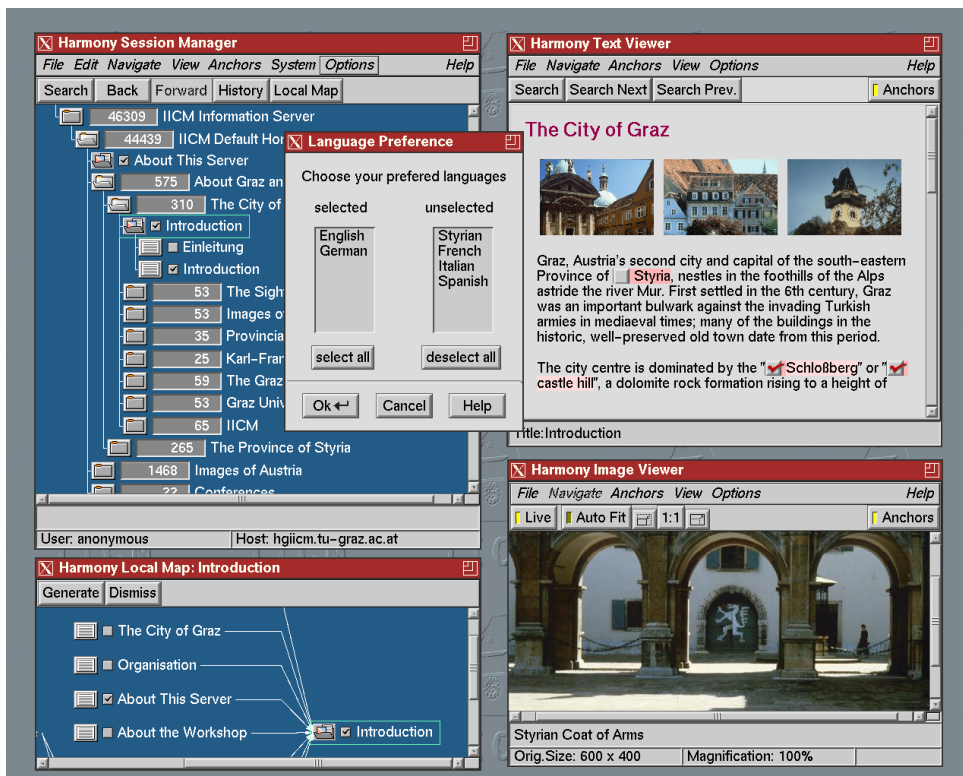 Harmony Session Manager
File Edit Navigate View Anchors System Options Help
Search Back Forward History Local Map
46309 IICM Information Server
44439 IICM Default Hor
About This Server
575 About Graz an
310 The City of
Introduction
Einleitung
Introduction
53 The Sigh
53 Images o
35 Provincia
25 Karl-Fran
59 The Graz
53 Graz Univ
65 IICM
265 The Province of Styria
1468 Images of Austria
22 Conferences
User: anonymous Host: hgiicm.tu-graz.ac.at
Language Preference
Choose your prefered languages
selected unselected
English Styrian
German French
Italian
Spanish
select all deselect all
Ok Cancel Help
Harmony Text Viewer
File Navigate Anchors View Options Help
Search Search Next Search Prev. Anchors
The City of Graz
Graz, Austria's second city and capital of the south-eastern
Province of Styria, nestles in the foothills of the Alps
astride the river Mur. First settled in the 6th century, Graz
was an important bulwark against the invading Turkish
armies in mediaeval times; many of the buildings in the
historic, well-preserved old town date from this period.
The city centre is dominated by the "Schloßberg" or "
castle hill", a dolomite rock formation rising to a height of
Title:Introduction
Harmony Local Map: Introduction
Generate Dismiss
The City of Graz
Organisation
About This Server
About the Workshop
Introduction
Harmony Image Viewer
File Navigate Anchors View Options Help
Live Auto Fit 1:1 Anchors
Styrian Coat of Arms
Orig.Size: 600 x 400 Magnification: 100%